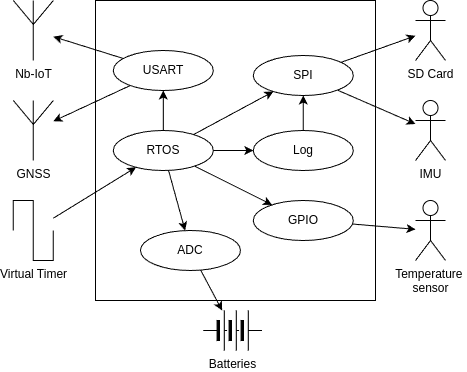 USART
SPI
Nb-IoT
SD Card
RTOS
Log
GNSS
IMU
GPIO
ADC
Virtual Timer
Temperature
sensor
Batteries